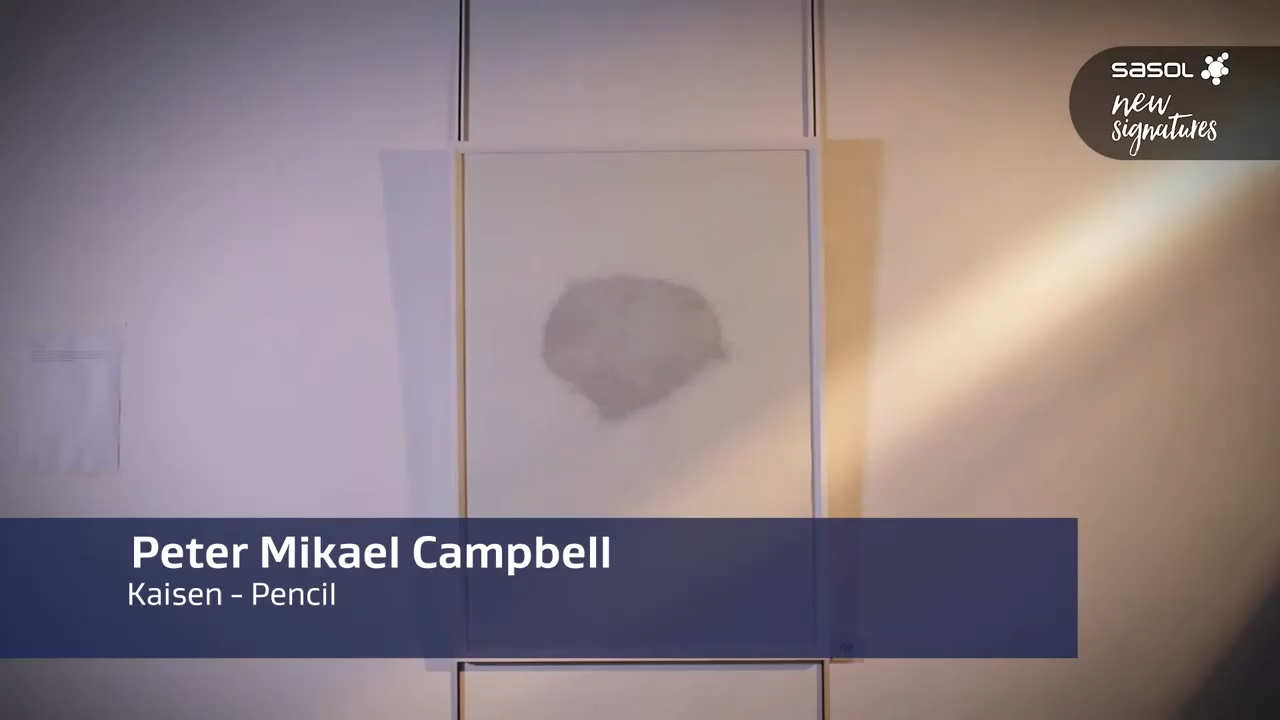 sasol
new
signatures
Peter Mikael Campbell
Kaisen - Pencil